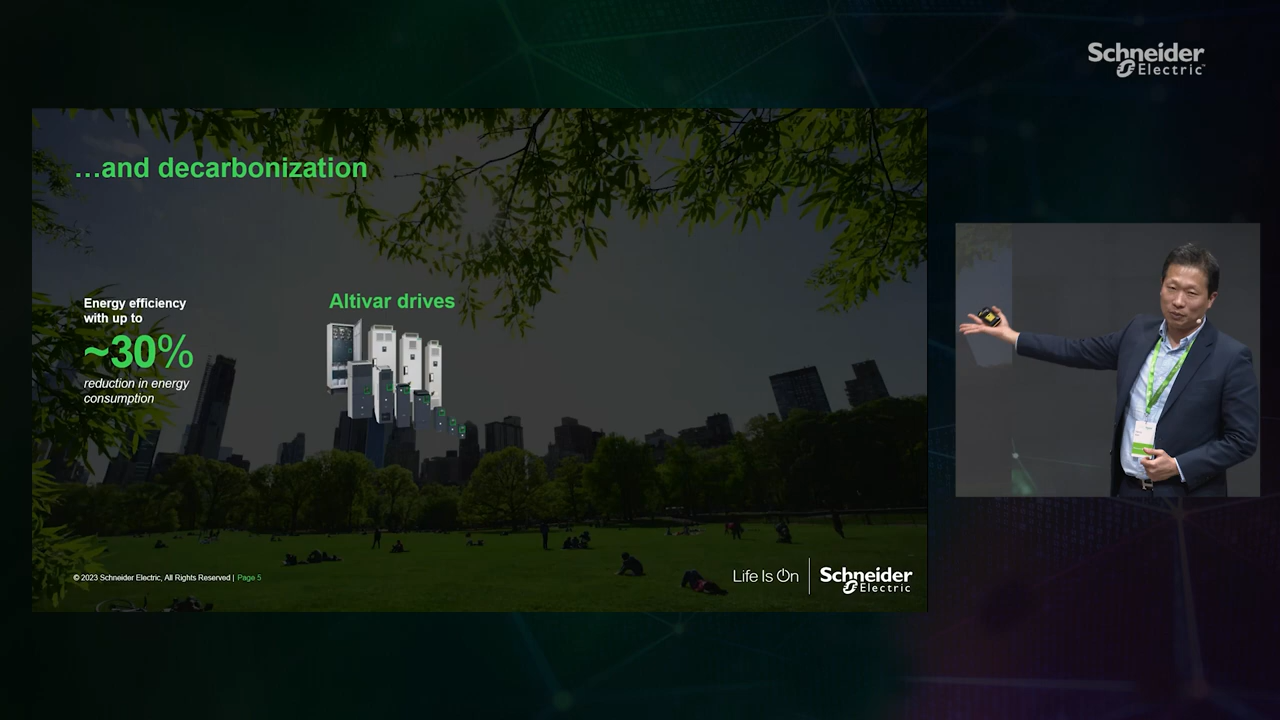 Schneider
Electric
…and decarbonization
Energy efficiency
with up to
~30%
reduction in energy
consumption
Altivar drives
© 2023 Schneider Electric, All Rights Reserved | Page 5
Life Is On
Schneider
Electric